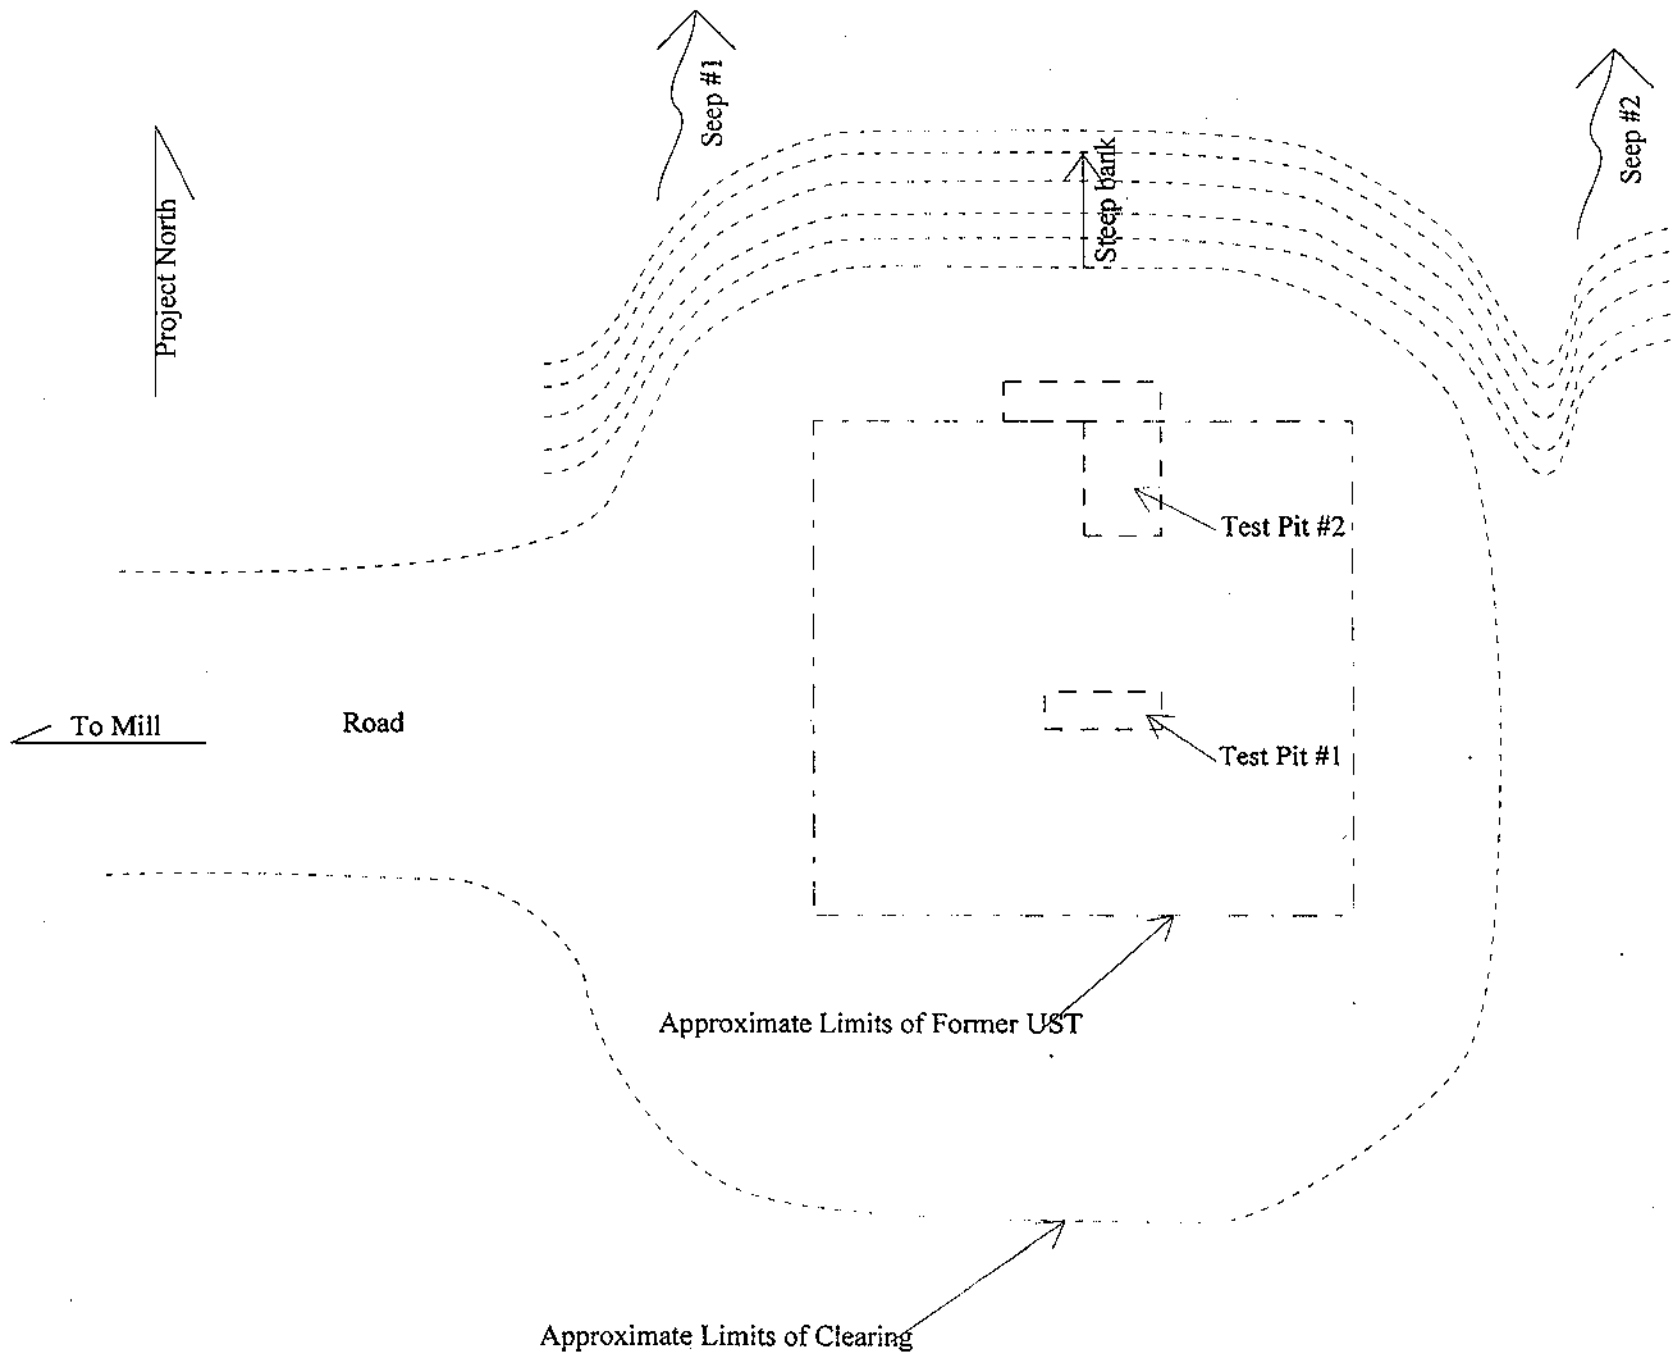 Seep #1
Seep #2
Project North
Steep bank
Test Pit #2
To Mill
Road
Test Pit #1
Approximate Limits of Former UST
Approximate Limits of Clearing